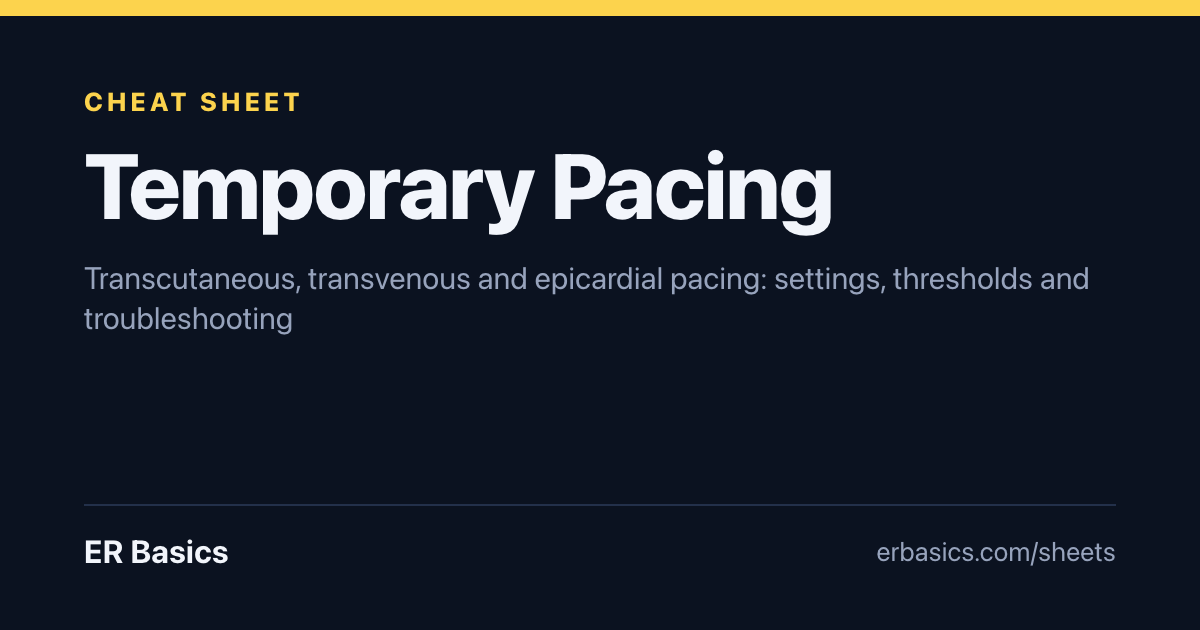 CHEAT SHEET
Temporary Pacing
Transcutaneous, transvenous and epicardial pacing: settings, thresholds and
troubleshooting
ER Basics
erbasics.com/sheets